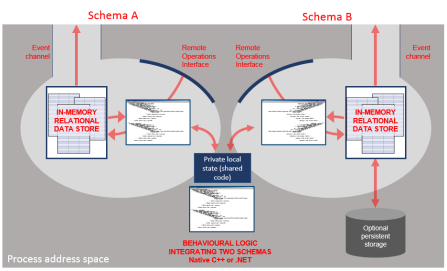 Schema A
Schema B
Event
channel
Remote
Operations
Interface
Remote
Operations
Interface
Event
channel
IN-MEMORY
RELATIONAL
DATA STORE
IN-MEMORY
RELATIONAL
DATA STORE
Private local
state (shared
code)
Optional
persistent
storage
BEHAVIOURAL LOGIC
INTEGRATING TWO SCHEMAS
Native C++ or .NET
Process address space